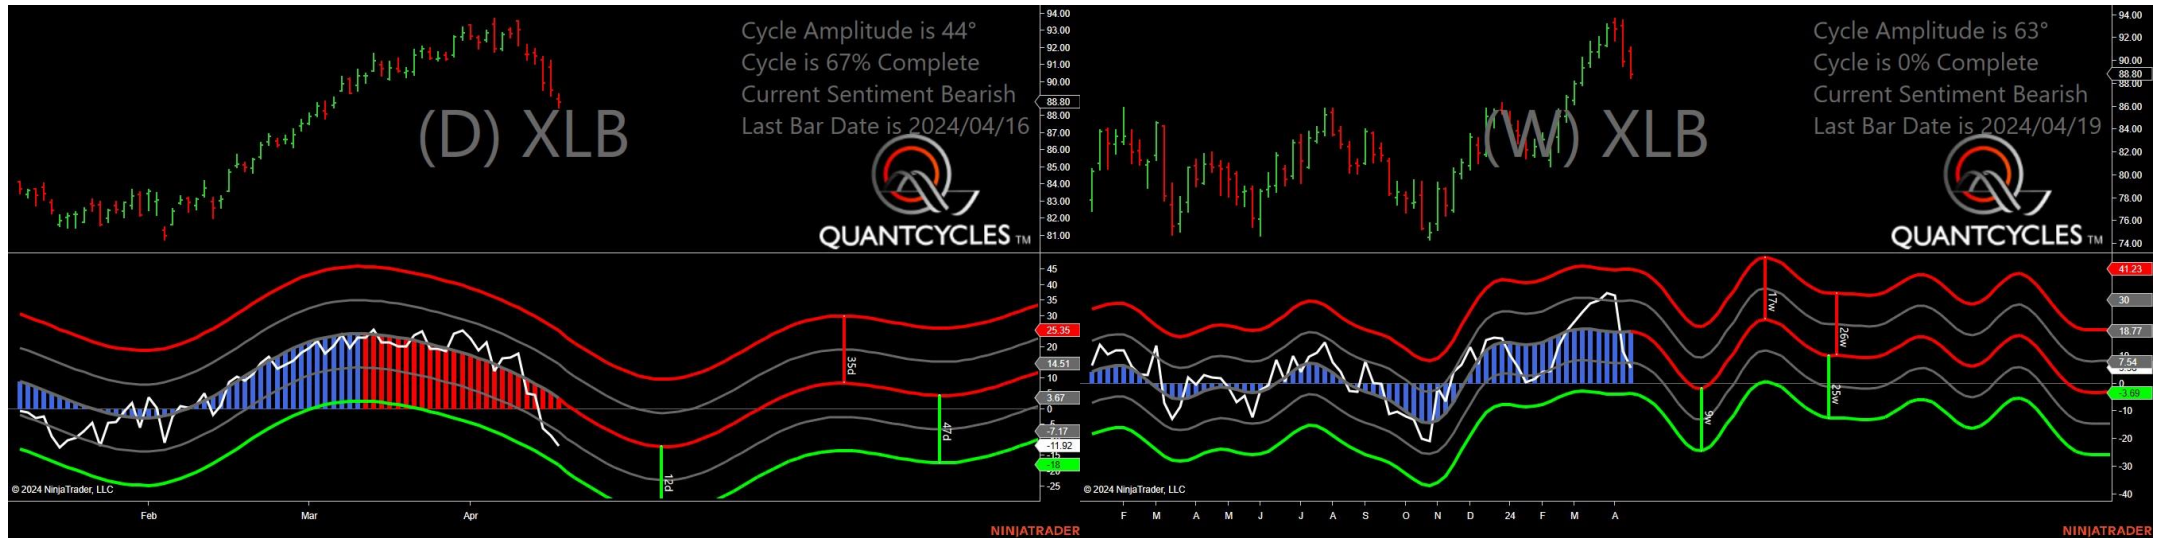 Cycle Amplitude is 44°
Cycle is 67% Complete
Current Sentiment Bearish
Last Bar Date is 2024/04/16
(D) XLB
QUANTCYCLES TM
94.00
93.00
92.00
91.00
90.00
88.80
88.00
87.00
86.00
85.00
84.00
83.00
82.00
81.00
45
40
35
30
25.35
20
14.51
10
3.67
0
-7.17
-11.92
-15
-18
-25
35d
47d
12d
© 2024 NinjaTrader, LLC
Feb Mar Apr
NINJATRADER
Cycle Amplitude is 63°
Cycle is 0% Complete
Current Sentiment Bearish
Last Bar Date is 2024/04/19
(W) XLB
QUANTCYCLES TM
94.00
92.00
90.00
88.80
88.00
86.00
84.00
82.00
80.00
78.00
76.00
74.00
41.23
30
18.77
7.54
0
-3.69
-10
-20
-30
-40
17w
26w
25w
9w
© 2024 NinjaTrader, LLC
F M A M J J A S O N D 24 F M A
NINJATRADER